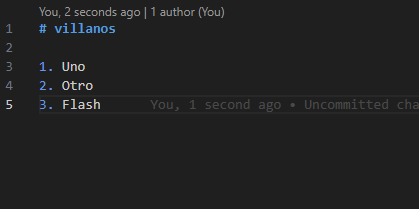 You, 2 seconds ago | 1 author (You)
1 # villanos
2
3 1. Uno
4 2. Otro
5 3. Flash You, 1 second ago • Uncommitted cha